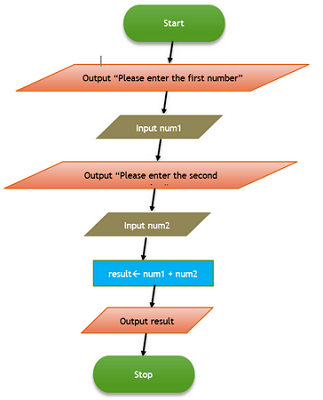 Start
Output “Please enter the first number”
Input num1
Output “Please enter the second
Input num2
result← num1 + num2
Output result
Stop